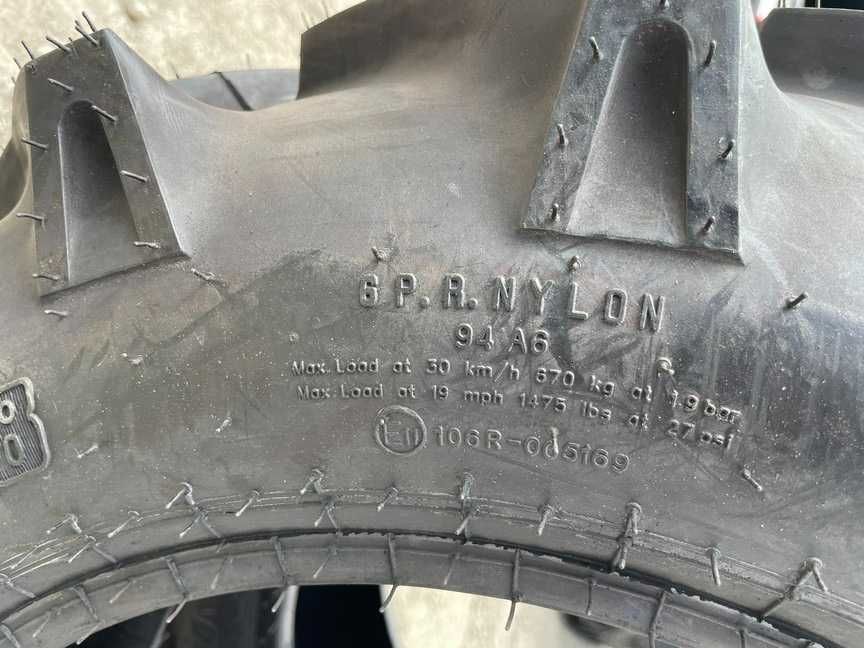 6 P.R. NYLON
94 A6
Max. Load at 30 km/h 670 kg at 1.9 bar
Max. Load at 19 mph 1475 lbs at 27 psi
E11 106R-005169